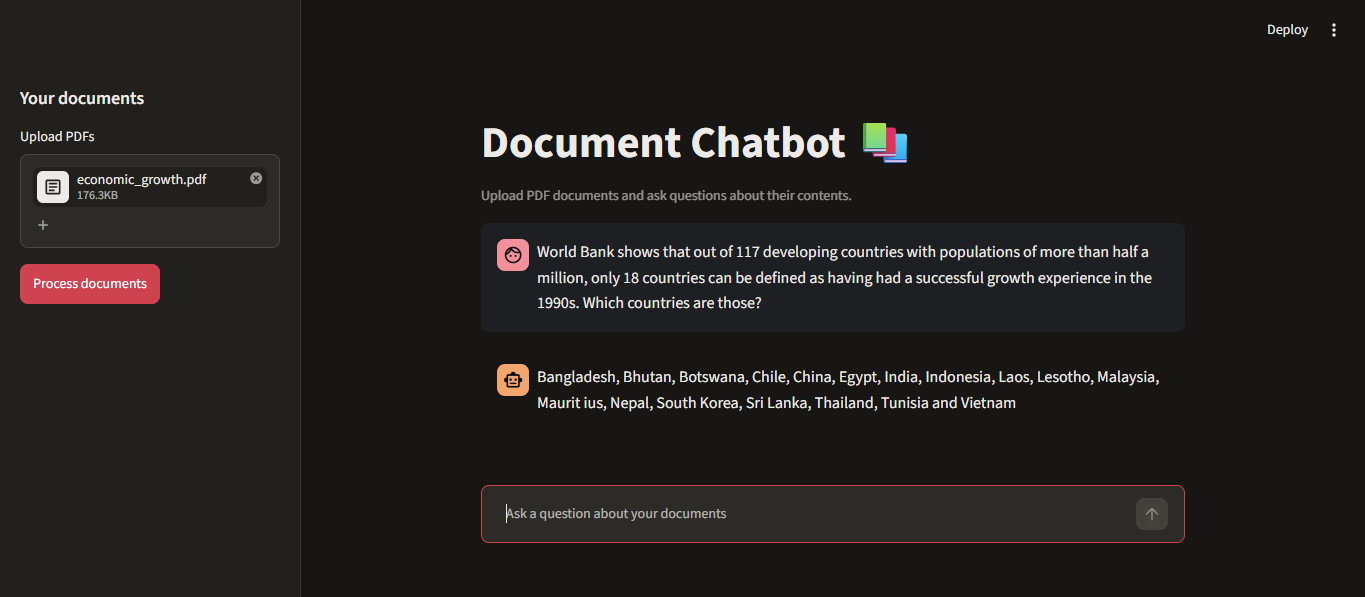 Deploy
Your documents
Upload PDFs
economic_growth.pdf
176.3KB
Process documents
Document Chatbot
Upload PDF documents and ask questions about their contents.
World Bank shows that out of 117 developing countries with populations of more than half a
million, only 18 countries can be defined as having had a successful growth experience in the
1990s. Which countries are those?
Bangladesh, Bhutan, Botswana, Chile, China, Egypt, India, Indonesia, Laos, Lesotho, Malaysia,
Maurit ius, Nepal, South Korea, Sri Lanka, Thailand, Tunisia and Vietnam
Ask a question about your documents